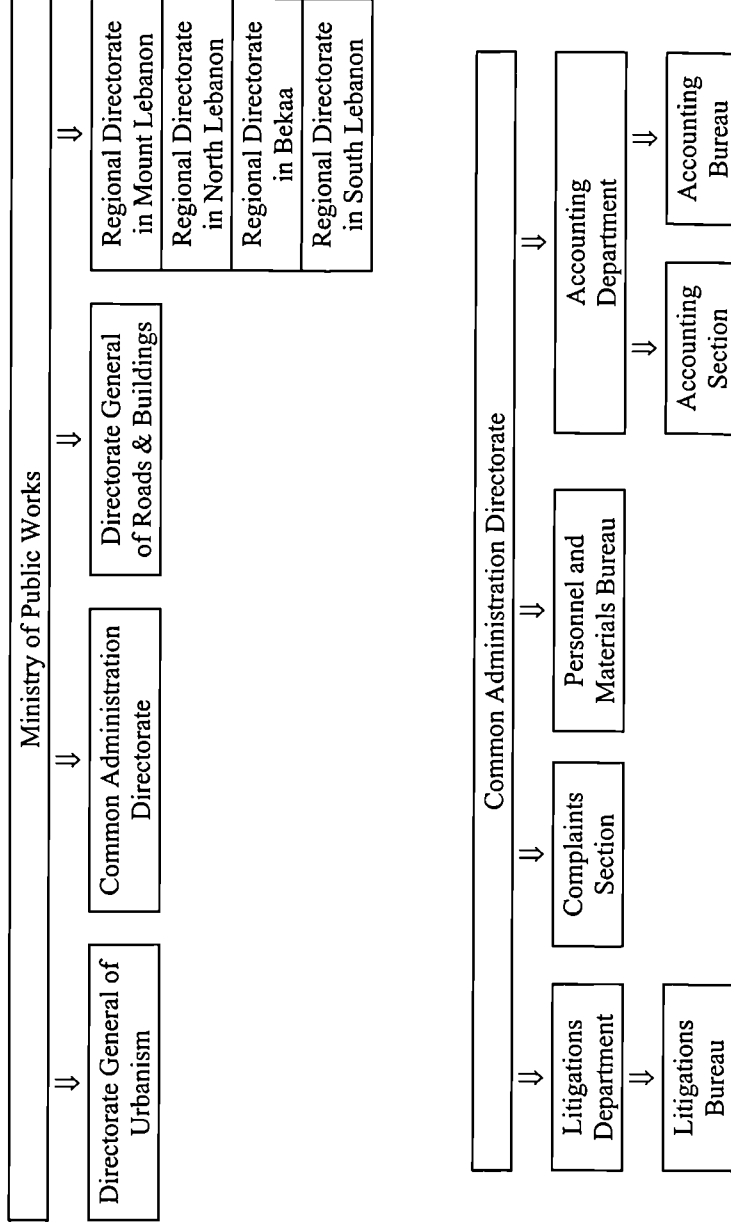 Ministry of Public Works
⇒ ⇒ ⇒ ⇒
Directorate General of
Urbanism
Common Administration
Directorate
Directorate General
of Roads & Buildings
Regional Directorate
in Mount Lebanon
Regional Directorate
in North Lebanon
Regional Directorate
in Bekaa
Regional Directorate
in South Lebanon
Common Administration Directorate
⇒ ⇒ ⇒ ⇒
Litigations
Department
Complaints
Section
Personnel and
Materials Bureau
Accounting
Department
⇒ ⇒ ⇒
Litigations
Bureau
Accounting
Section
Accounting
Bureau